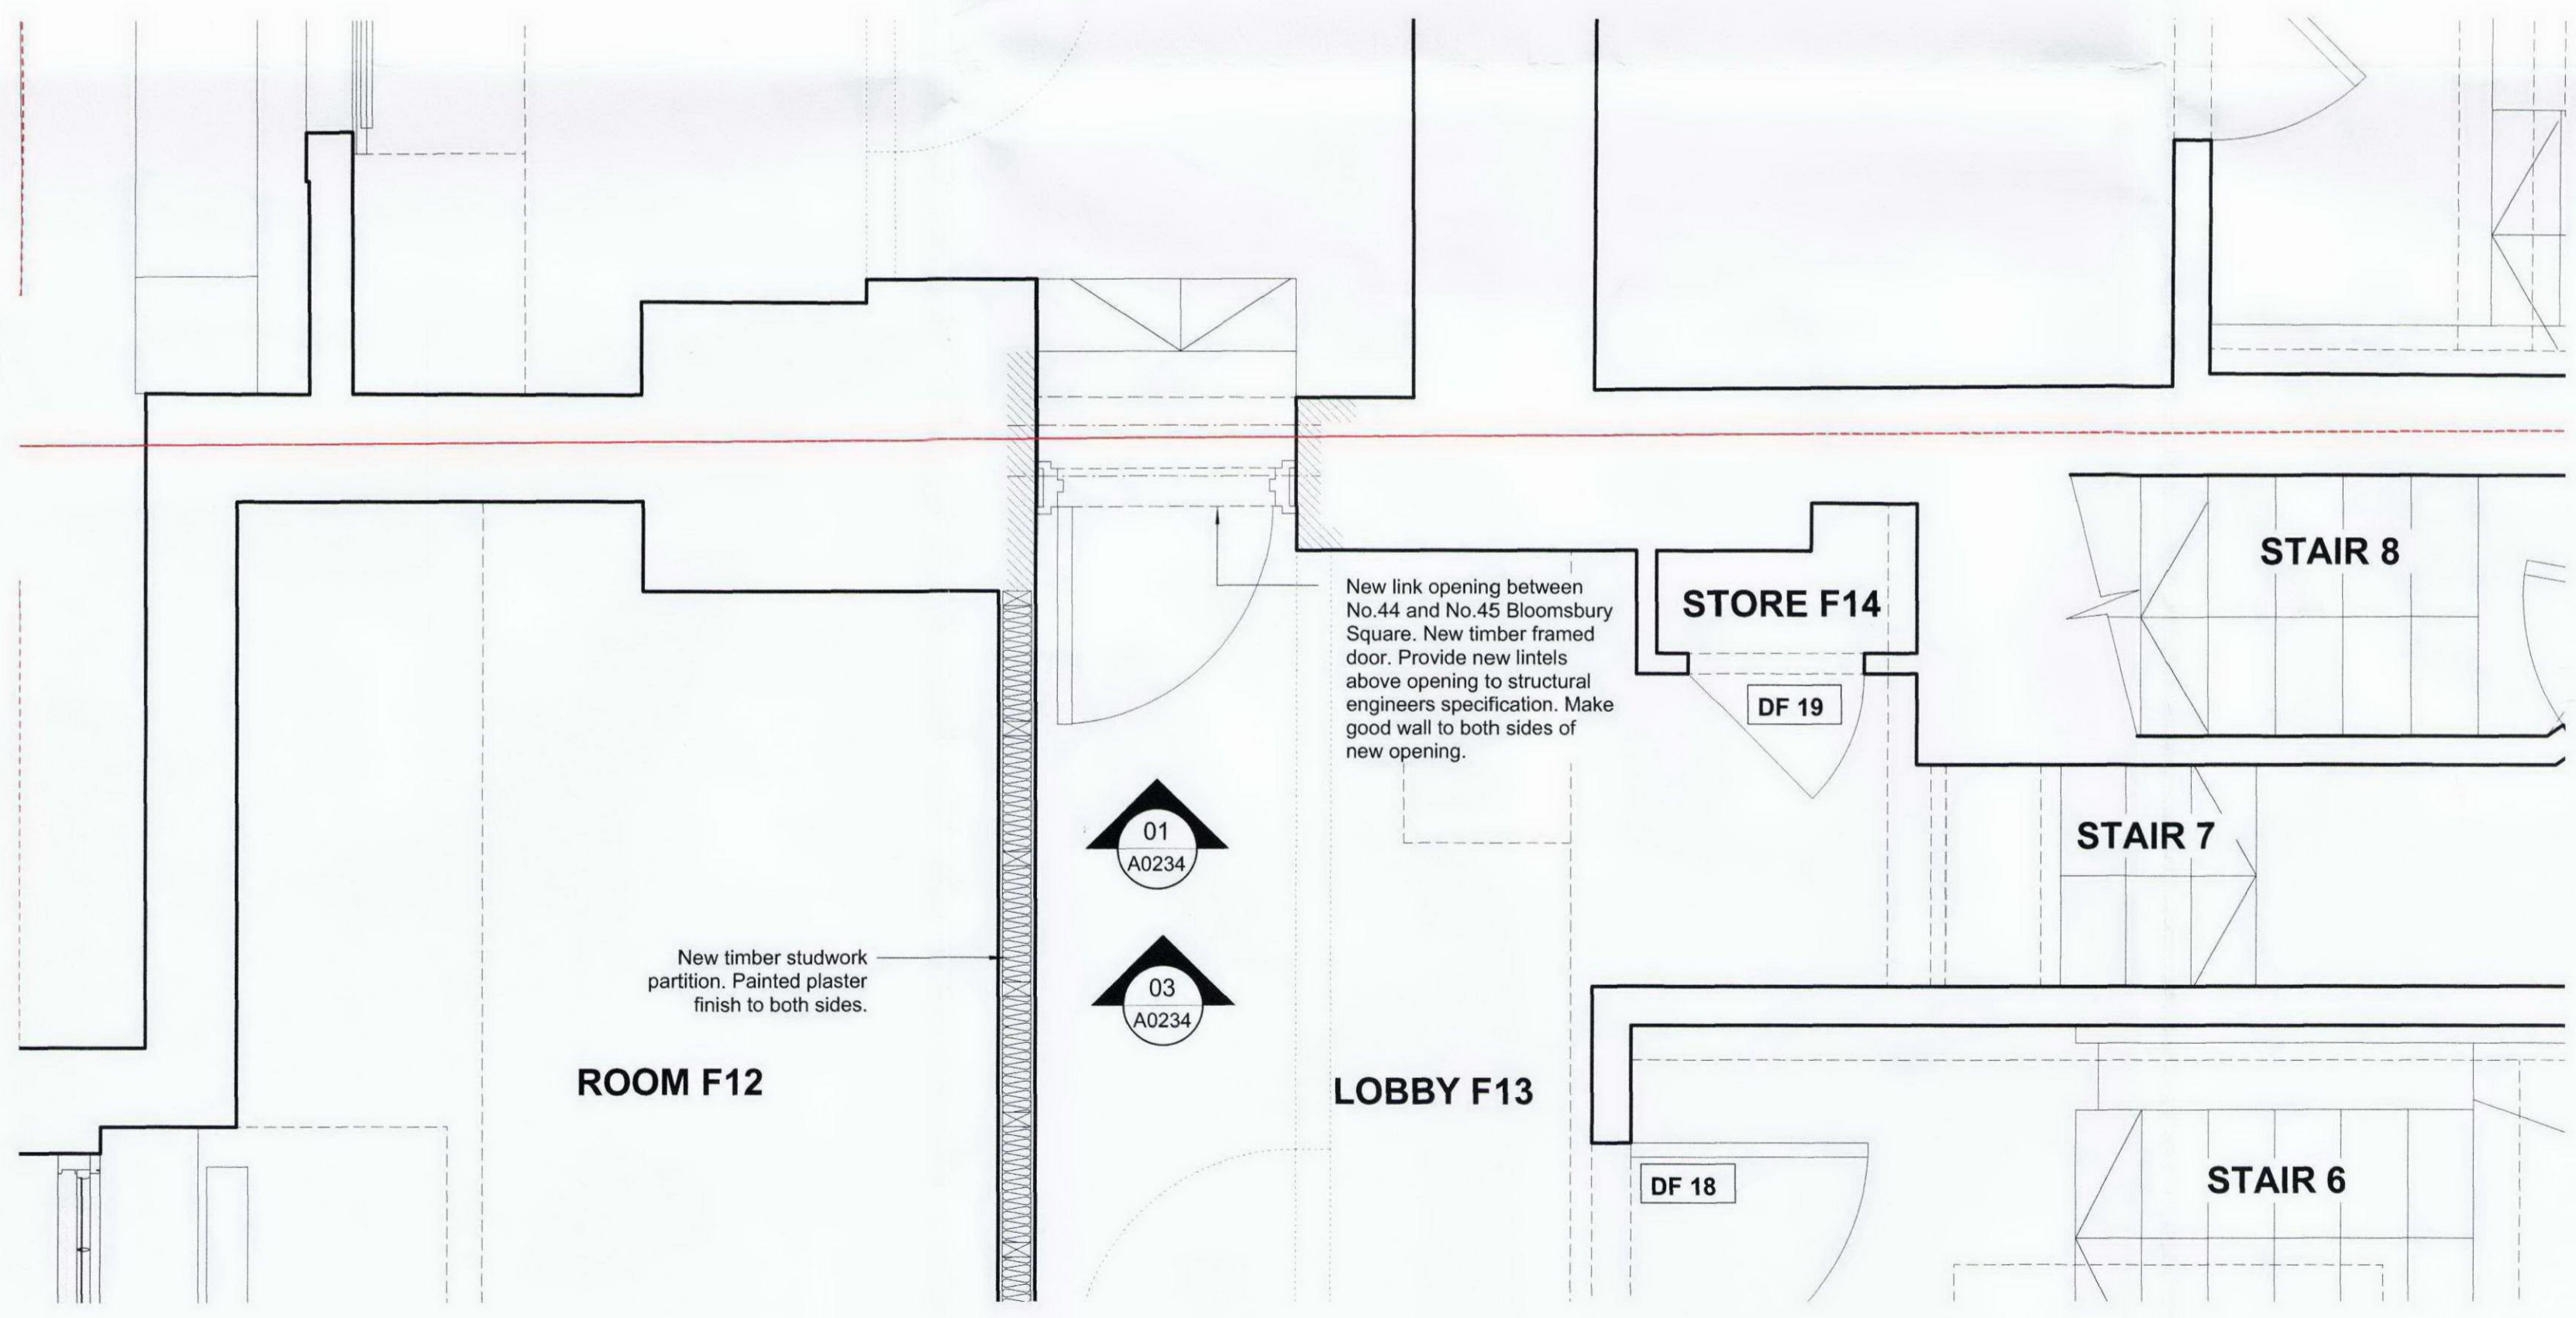 STAIR 8
New link opening between
No.44 and No.45 Bloomsbury
Square. New timber framed
door. Provide new lintels
above opening to structural
engineers specification. Make
good wall to both sides of
new opening.
STORE F14
DF 19
01
A0234
STAIR 7
New timber studwork
partition. Painted plaster
finish to both sides.
03
A0234
ROOM F12
LOBBY F13
DF 18
STAIR 6